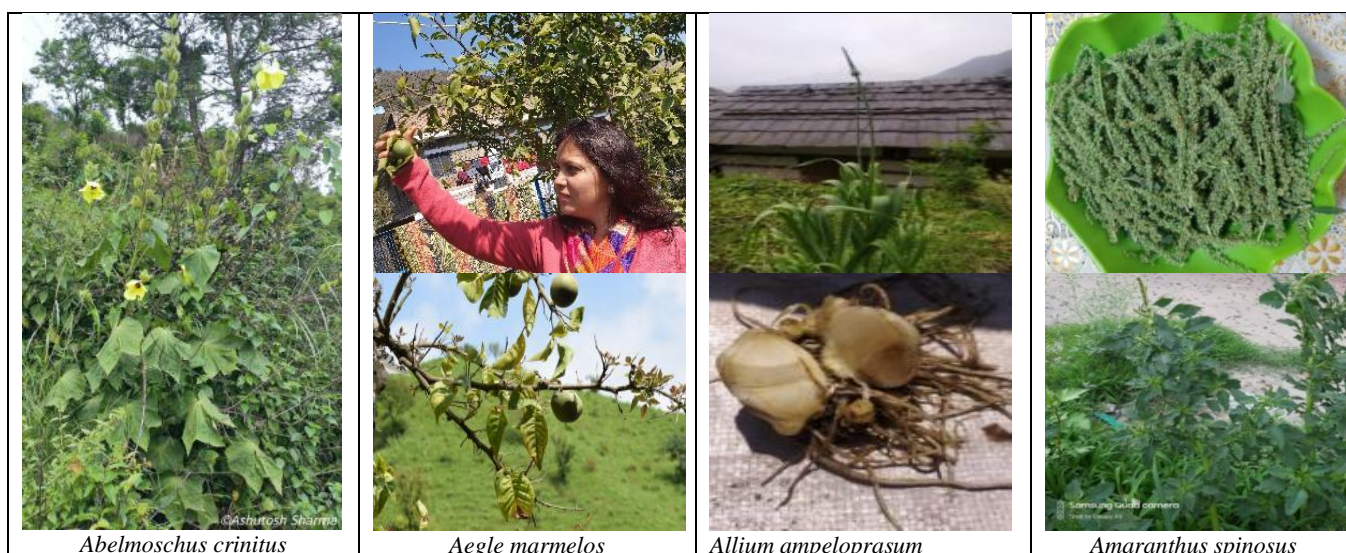 ©Ashutosh Sharma
Samsung Quad camera
Abelmoschus crinitus
Aegle marmelos
Allium ampeloprasum
Amaranthus spinosus